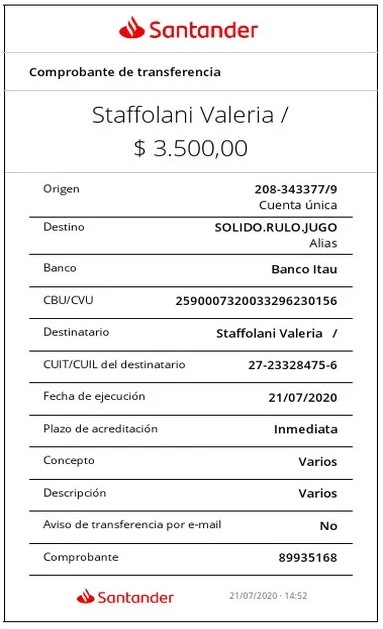 Santander
Comprobante de transferencia
Staffolani Valeria /
$ 3.500,00
Origen 208-343377/9
Cuenta única
Destino SOLIDO.RULO.JUGO
Alias
Banco Banco Itau
CBU/CVU 2590007320033296230156
Destinatario Staffolani Valeria /
CUIT/CUIL del destinatario 27-23328475-6
Fecha de ejecución 21/07/2020
Plazo de acreditación Inmediata
Concepto Varios
Descripción Varios
Aviso de transferencia por e-mail No
Comprobante 89935168
Santander 21/07/2020 · 14:52